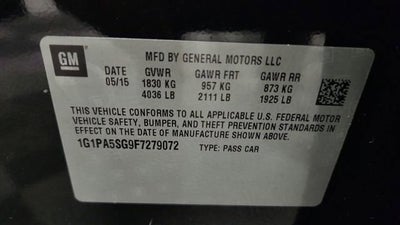 GM
MFD BY GENERAL MOTORS LLC
DATE GVWR GAWR FRT GAWR RR
05/15 1830 KG 957 KG 873 KG
4036 LB 2111 LB 1925 LB
THIS VEHICLE CONFORMS TO ALL APPLICABLE U.S. FEDERAL MOTOR
VEHICLE SAFETY, BUMPER, AND THEFT PREVENTION STANDARDS IN
EFFECT ON THE DATE OF MANUFACTURE SHOWN ABOVE.
1G1PA5SG9F7279072 TYPE: PASS CAR